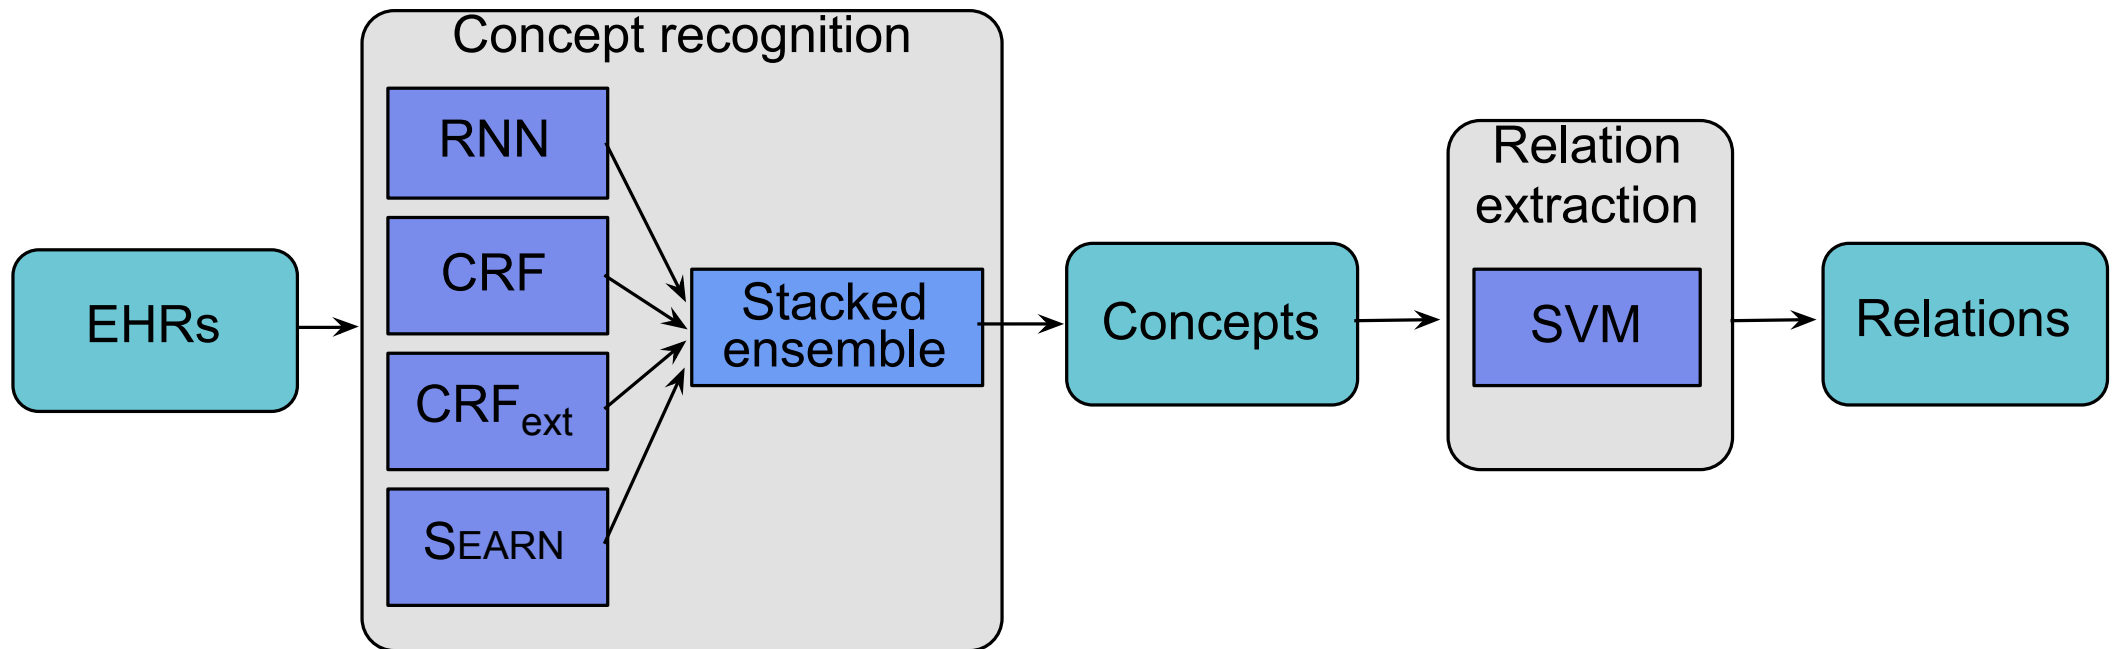 Concept recognition
RNN
CRF
CRFext
SEARN
EHRs
Stacked
ensemble
Concepts
Relation
extraction
SVM
Relations